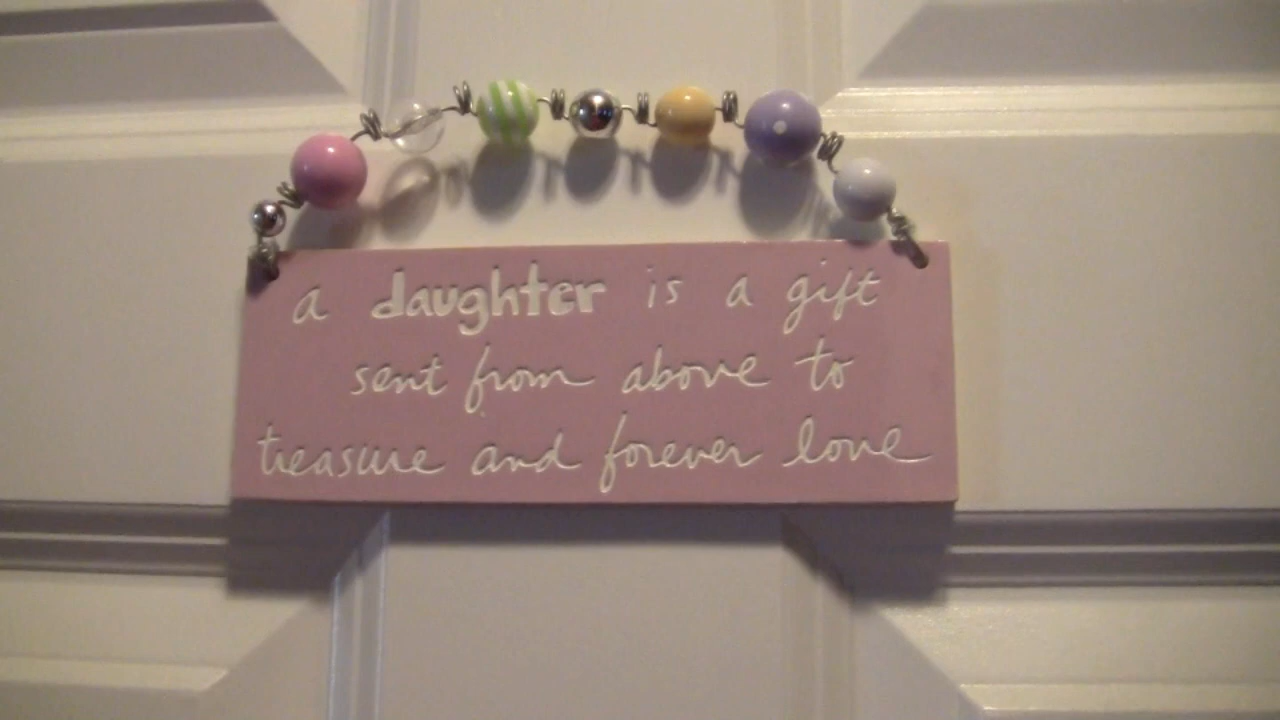 a daughter is a gift
sent from above to
treasure and forever love